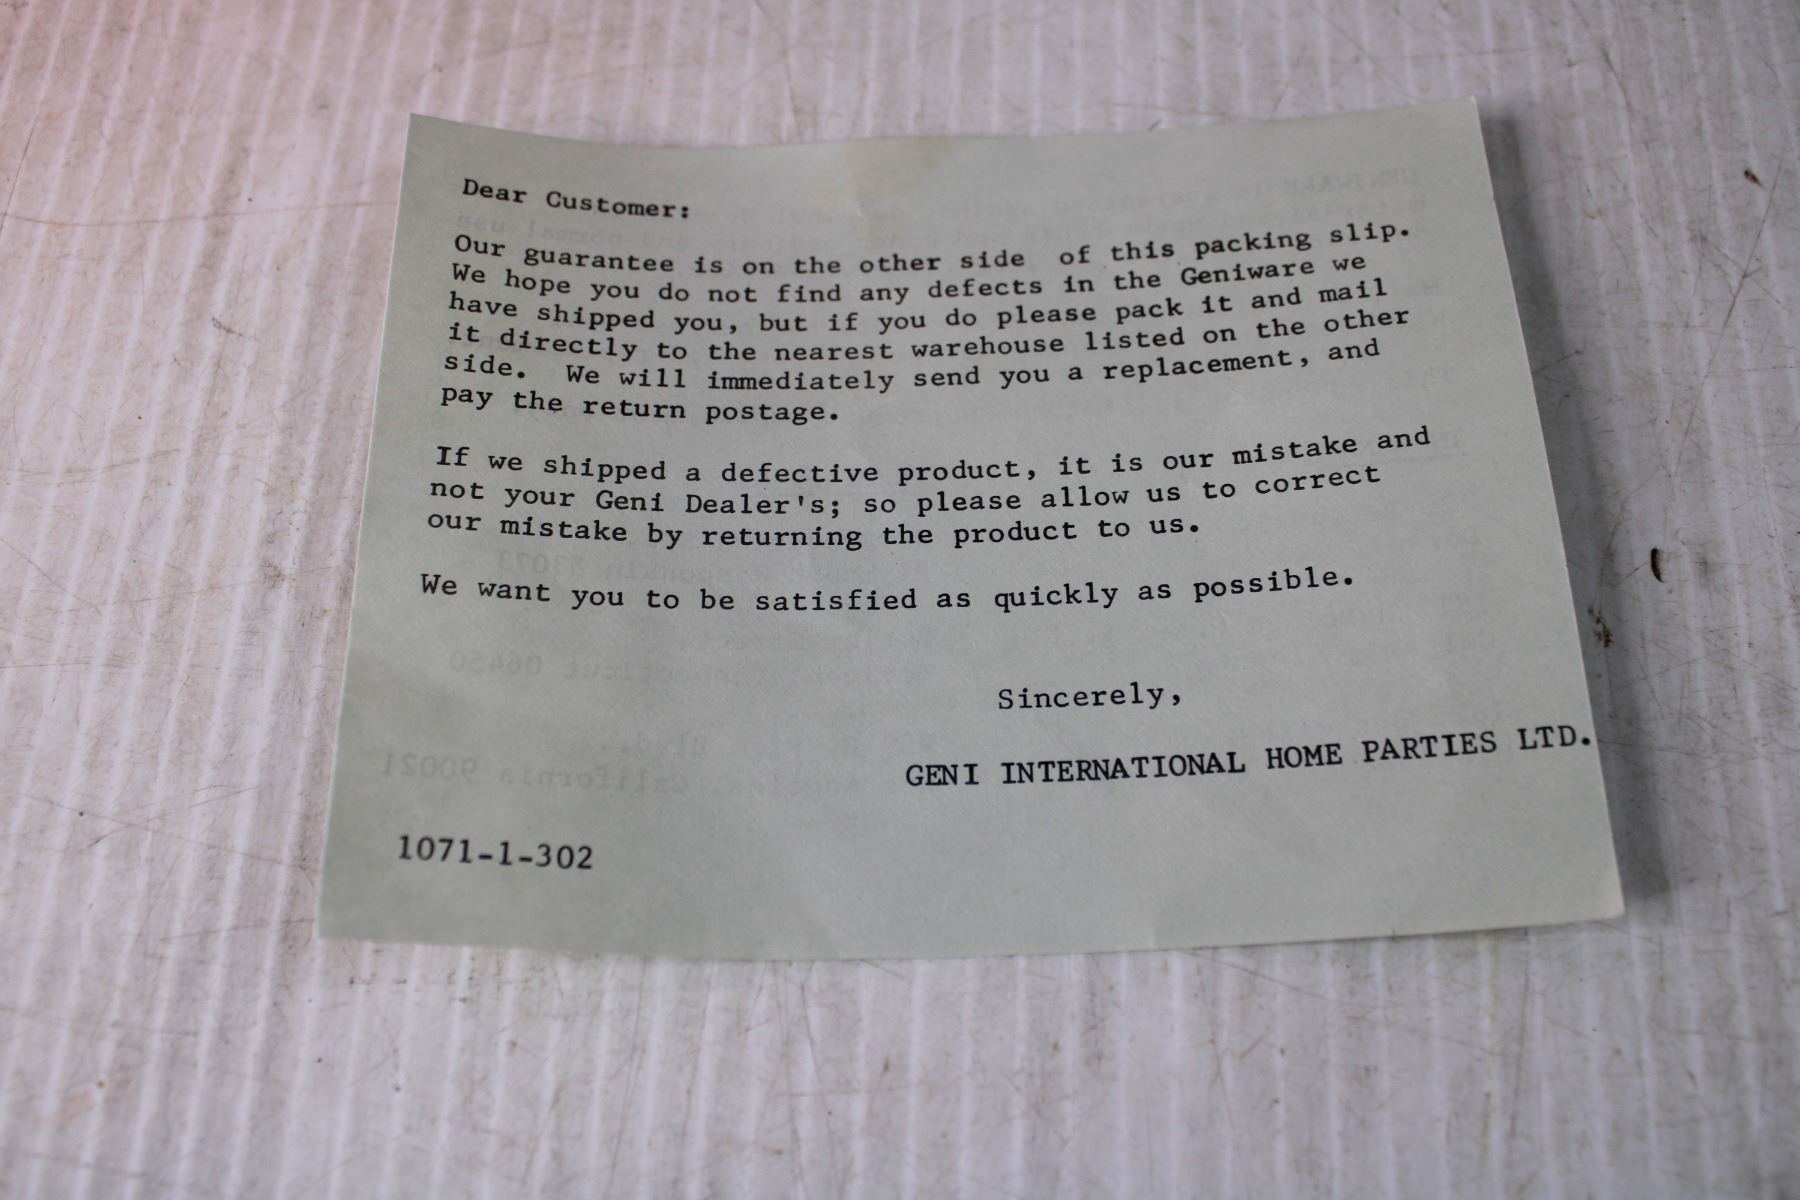 Dear Customer:
Our guarantee is on the other side of this packing slip.
We hope you do not find any defects in the Geniware we
have shipped you, but if you do please pack it and mail
it directly to the nearest warehouse listed on the other
side. We will immediately send you a replacement, and
pay the return postage.
If we shipped a defective product, it is our mistake and
not your Geni Dealer's; so please allow us to correct
our mistake by returning the product to us.
We want you to be satisfied as quickly as possible.
Sincerely,
GENI INTERNATIONAL HOME PARTIES LTD.
1071-1-302